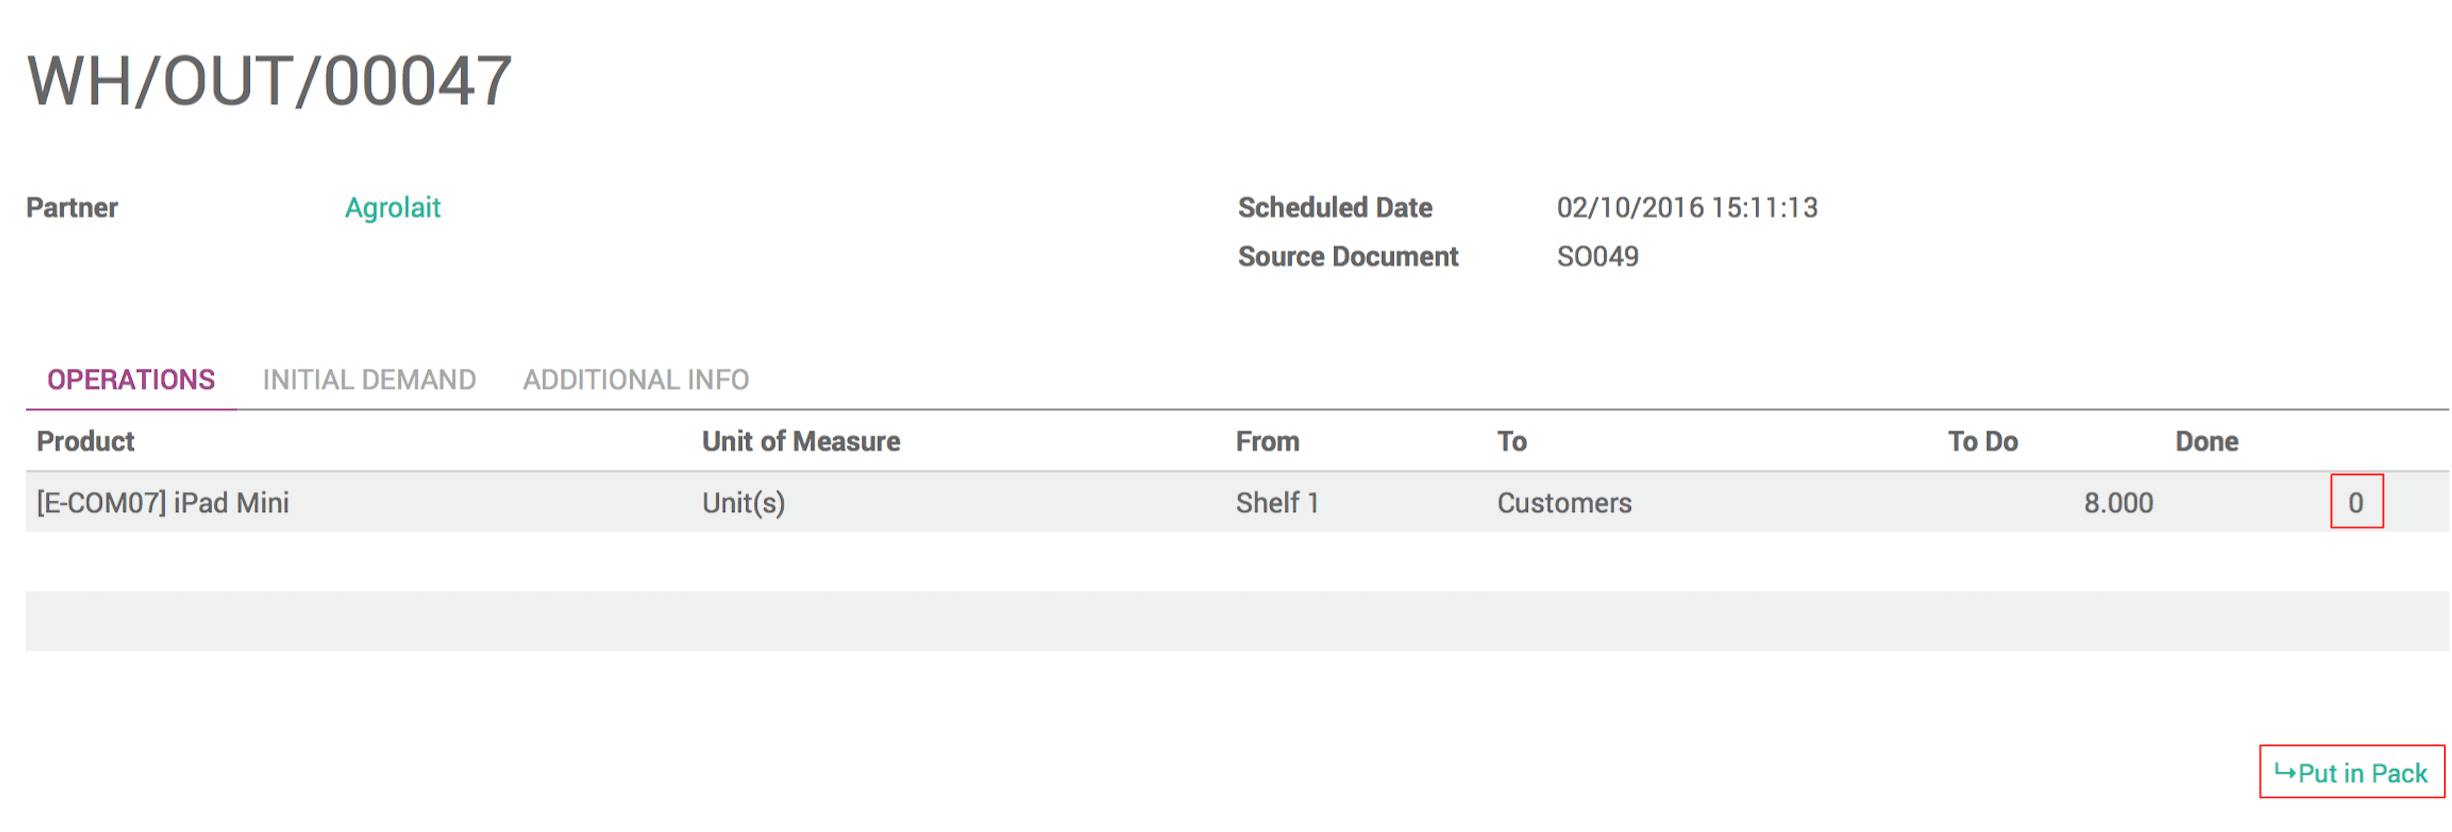 WH/OUT/00047
Partner Agrolait Scheduled Date 02/10/2016 15:11:13
Source Document SO049
OPERATIONS INITIAL DEMAND ADDITIONAL INFO
Product Unit of Measure From To To Do Done
[E-COM07] iPad Mini Unit(s) Shelf 1 Customers 8.000 0
↳Put in Pack